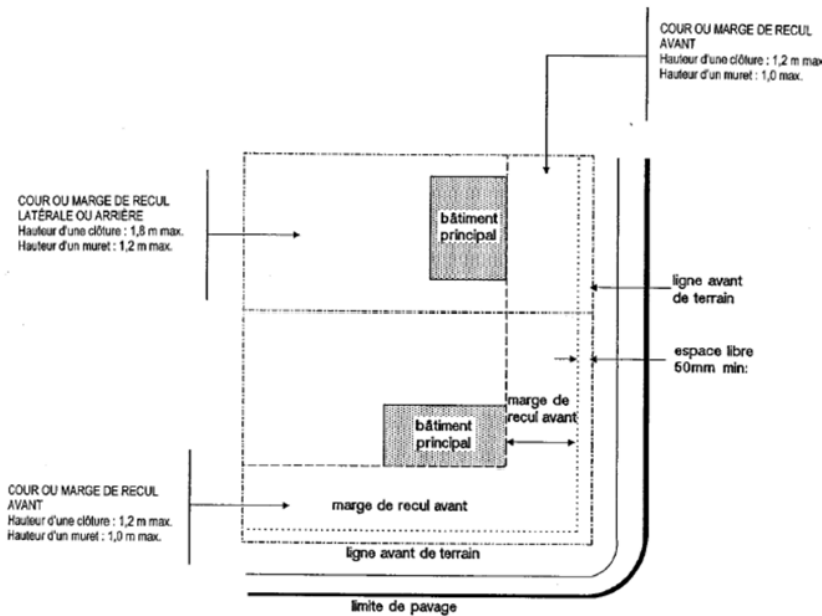 COUR OU MARGE DE RECUL
AVANT
Hauteur d'une clôture : 1,2 m max
Hauteur d'un muret : 1,0 max.
COUR OU MARGE DE RECUL
LATÉRALE OU ARRIÈRE
Hauteur d'une clôture : 1,8 m max.
Hauteur d'un muret : 1,2 m max.
bâtiment
principal
ligne avant
de terrain
espace libre
50mm min:
marge de
recul avant
bâtiment
principal
COUR OU MARGE DE RECUL
AVANT
Hauteur d'une clôture : 1,2 m max.
Hauteur d'un muret : 1,0 m max.
marge de recul avant
ligne avant de terrain
limite de pavage